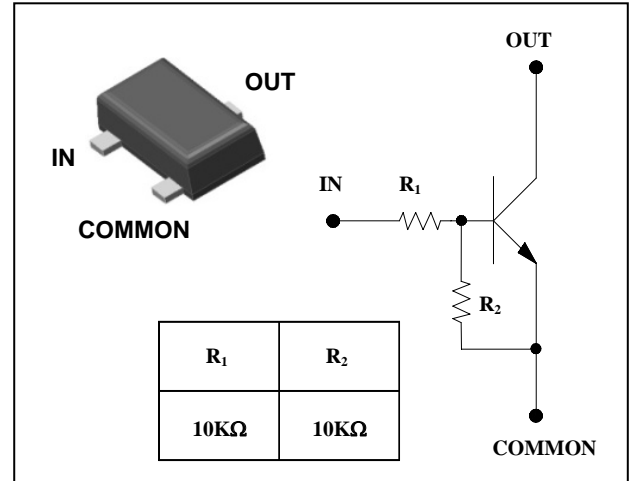 OUT
IN
COMMON
OUT
IN
R₁
R₂
COMMON
R₁ R₂
10KΩ 10KΩ